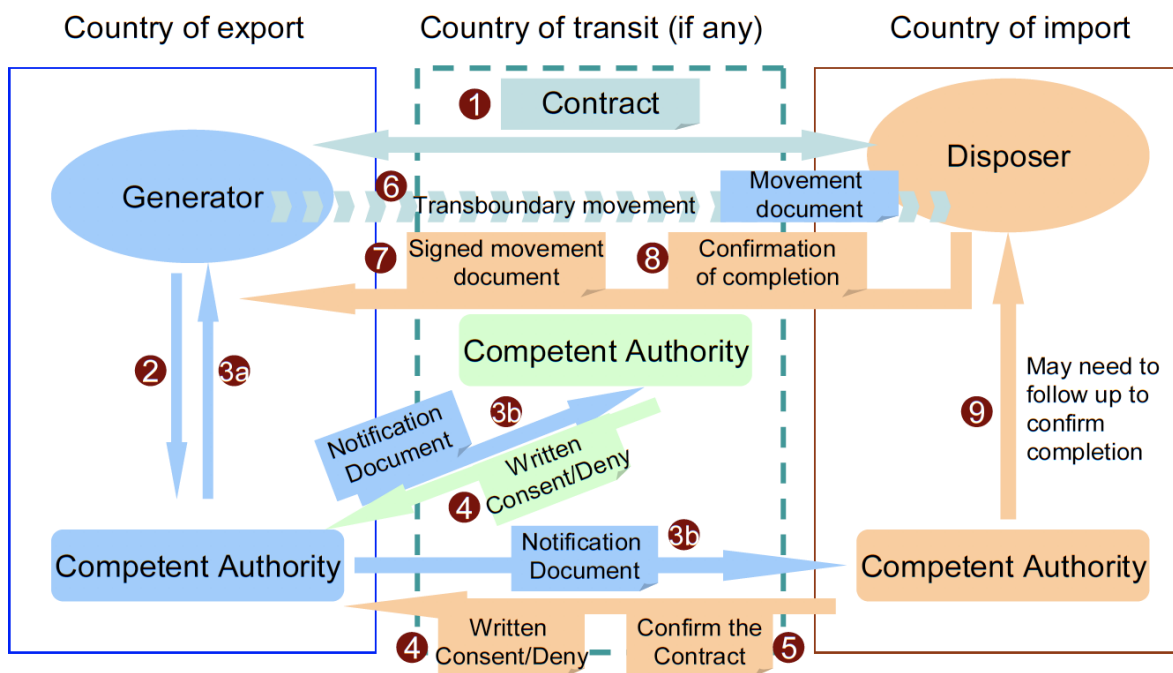 Country of export
Country of transit (if any)
Country of import
1
Contract
Generator
Disposer
6
Transboundary movement
Movement
document
7
Signed movement
document
8
Confirmation
of completion
2
3a
Competent Authority
3b
Notification
Document
4
Written
Consent/Deny
9
May need to
follow up to
confirm
completion
Competent Authority
Notification
Document
3b
Competent Authority
4
Written
Consent/Deny
Confirm the
Contract
5